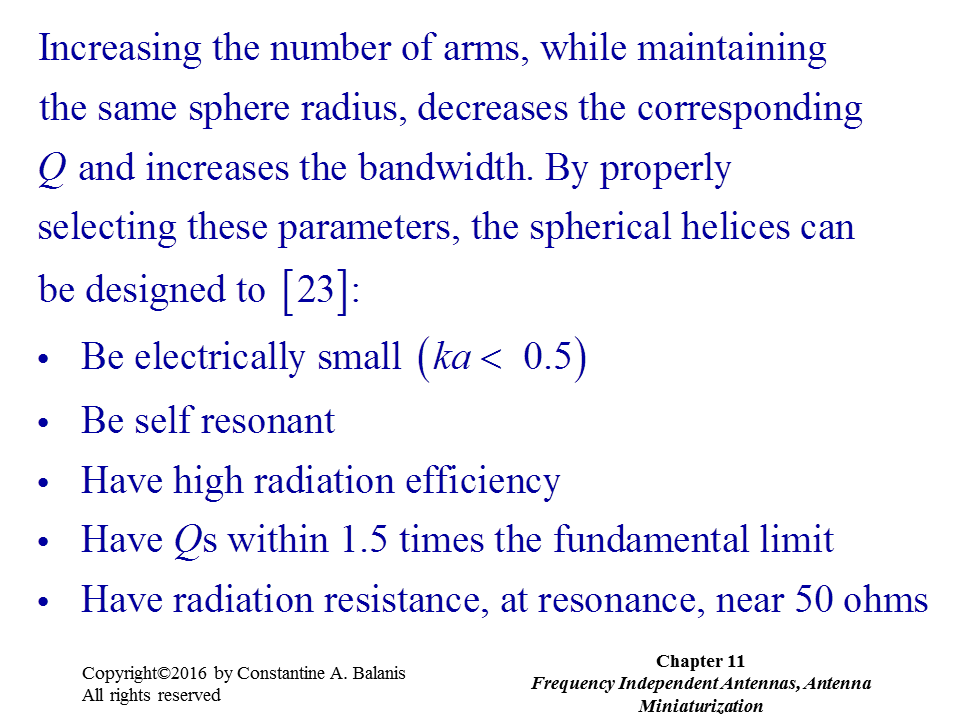 Increasing the number of arms, while maintaining
the same sphere radius, decreases the corresponding
Q and increases the bandwidth. By properly
selecting these parameters, the spherical helices can
be designed to [23]:
• Be electrically small (ka < 0.5)
• Be self resonant
• Have high radiation efficiency
• Have Qs within 1.5 times the fundamental limit
• Have radiation resistance, at resonance, near 50 ohms
Copyright©2016 by Constantine A. Balanis
All rights reserved
Chapter 11
Frequency Independent Antennas, Antenna
Miniaturization